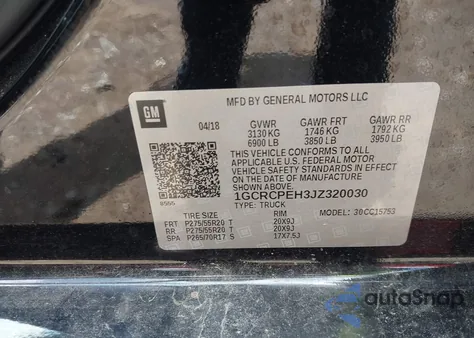 MFD BY GENERAL MOTORS LLC
GM
04/18
GVWR GAWR FRT GAWR RR
3130 KG 1746 KG 1792 KG
6900 LB 3850 LB 3950 LB
THIS VEHICLE CONFORMS TO ALL
APPLICABLE U.S. FEDERAL MOTOR
VEHICLE SAFETY STANDARDS IN EFFECT
ON THE DATE OF MANUFACTURE SHOWN ABOVE.
1GCRCPEH3JZ320030
TYPE: TRUCK MODEL: 30CC15753
TIRE SIZE RIM
FRT P275/55R20 T 20X9J
RR P275/55R20 T 20X9J
SPA P265/70R17 S 17X7.5J
autoSnap